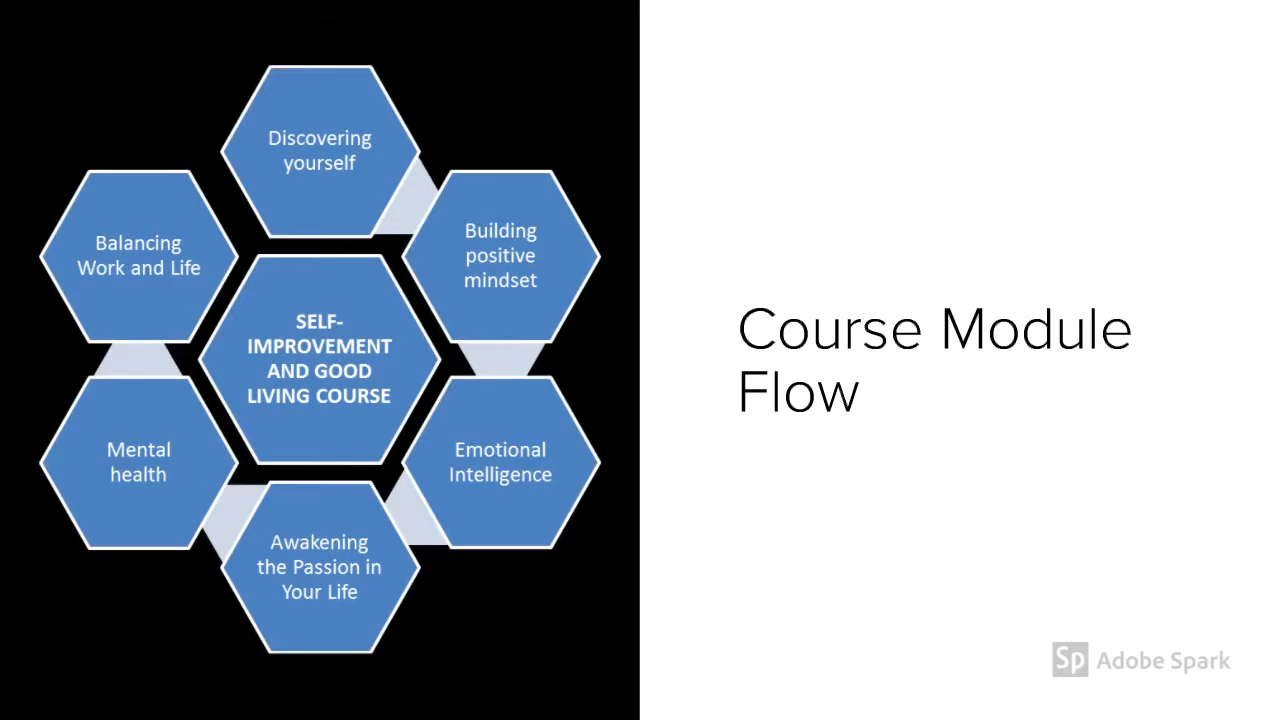 Discovering
yourself
Building
positive
mindset
Emotional
Intelligence
Awakening
the Passion in
Your Life
Mental
health
Balancing
Work and Life
SELF-
IMPROVEMENT
AND GOOD
LIVING COURSE
Course Module
Flow
Sp Adobe Spark